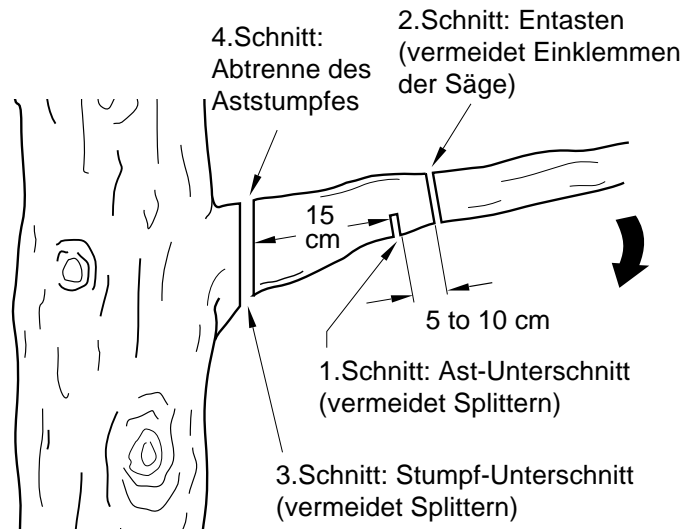 2.Schnitt: Entasten
(vermeidet Einklemmen
der Säge)
4.Schnitt:
Abtrenne des
Aststumpfes
15
cm
5 to 10 cm
1.Schnitt: Ast-Unterschnitt
(vermeidet Splittern)
3.Schnitt: Stumpf-Unterschnitt
(vermeidet Splittern)